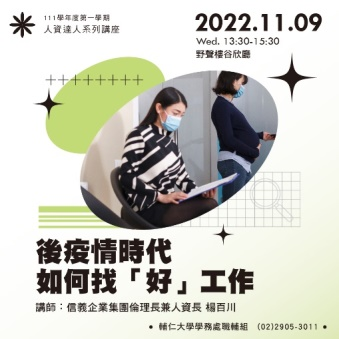 111學年度第一學期
人資達人系列講座
2022.11.09
Wed. 13:30-15:30
野聲樓谷欣廳
後疫情時代
如何找「好」工作
講師：信義企業集團倫理長兼人資長 楊百川
• 輔仁大學學務處職輔組 (02)2905-3011 •